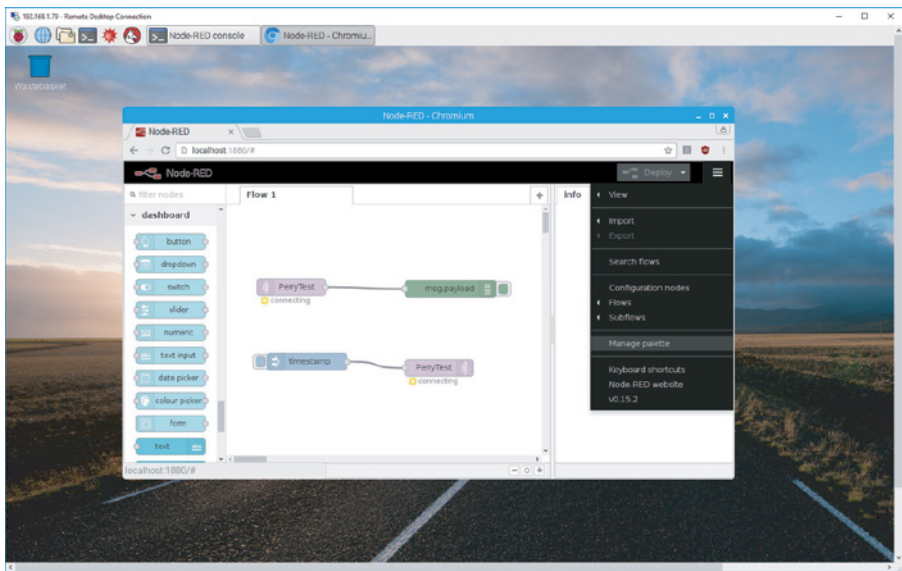 192.168.1.79 - Remote Desktop Connection
Node-RED console
Node-RED - Chromiu...
Wastebasket
Node-RED - Chromium
Node-RED
localhost:1880/#
Node-RED
Deploy
filter nodes
Flow 1
info
dashboard
button
dropdown
switch
slider
numeric
text input
date picker
colour picker
form
text
PerryTest
connecting
msg.payload
timestamp
PerryTest
connecting
View
Import
Export
Search flows
Configuration nodes
Flows
Subflows
Manage palette
Keyboard shortcuts
Node-RED website
v0.15.2
localhost:1880/#